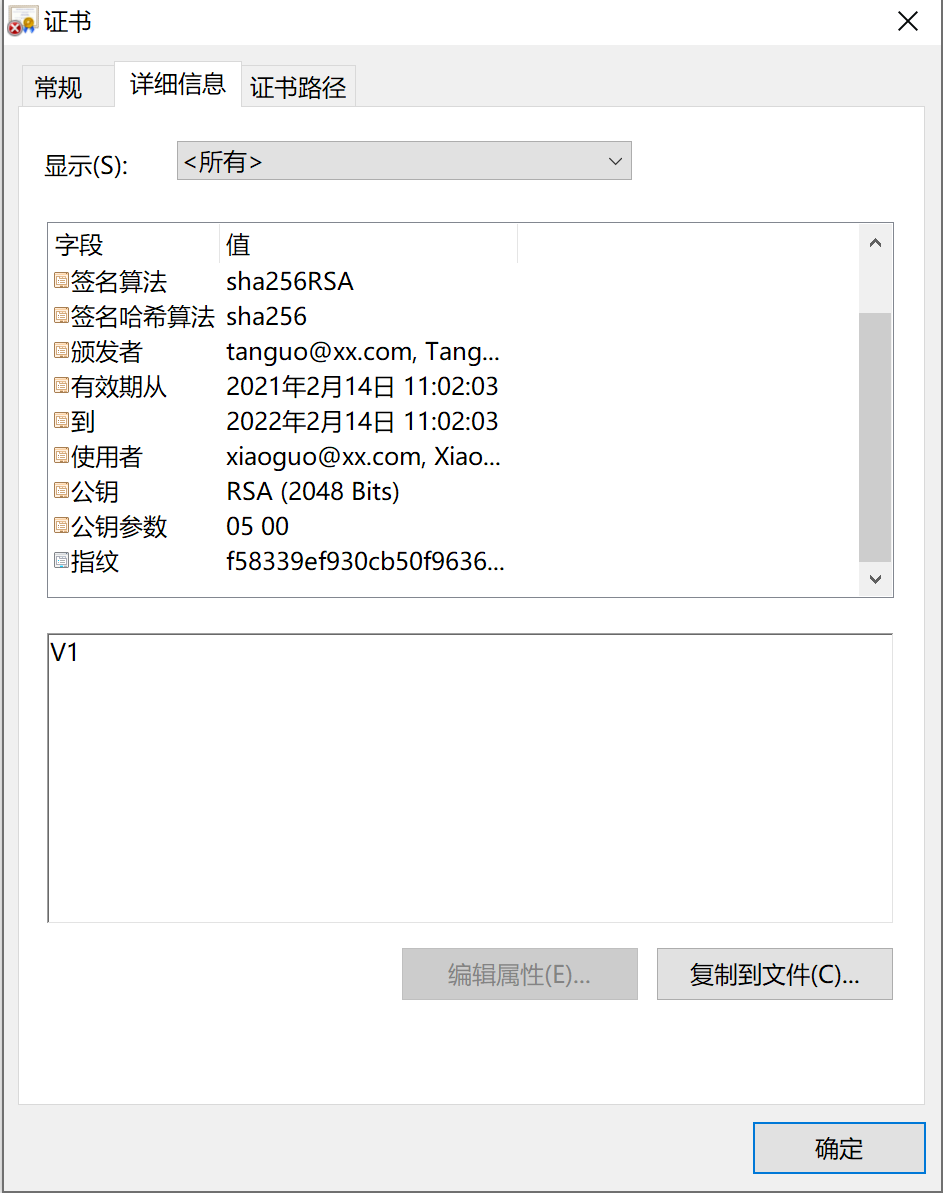 证书
常规 详细信息 证书路径
显示(S): <所有>
字段 值
签名算法 sha256RSA
签名哈希算法 sha256
颁发者 tanguo@xx.com, Tang...
有效期从 2021年2月14日 11:02:03
到 2022年2月14日 11:02:03
使用者 xiaoguo@xx.com, Xiao...
公钥 RSA (2048 Bits)
公钥参数 05 00
指纹 f58339ef930cb50f9636...
V1
编辑属性(E)... 复制到文件(C)...
确定